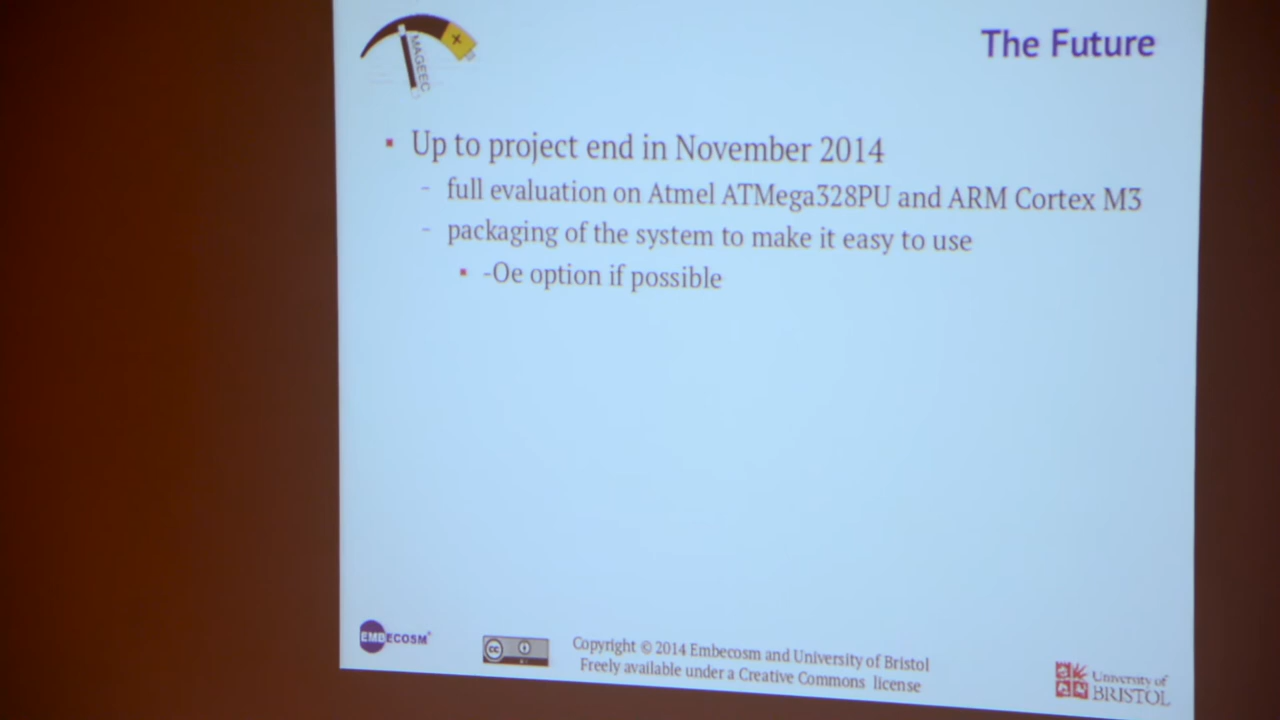 MAGEEC
The Future
▪ Up to project end in November 2014
- full evaluation on Atmel ATMega328PU and ARM Cortex M3
- packaging of the system to make it easy to use
▪ -Oe option if possible
EMBECOSM®
cc
Copyright © 2014 Embecosm and University of Bristol
Freely available under a Creative Commons license
University of
BRISTOL